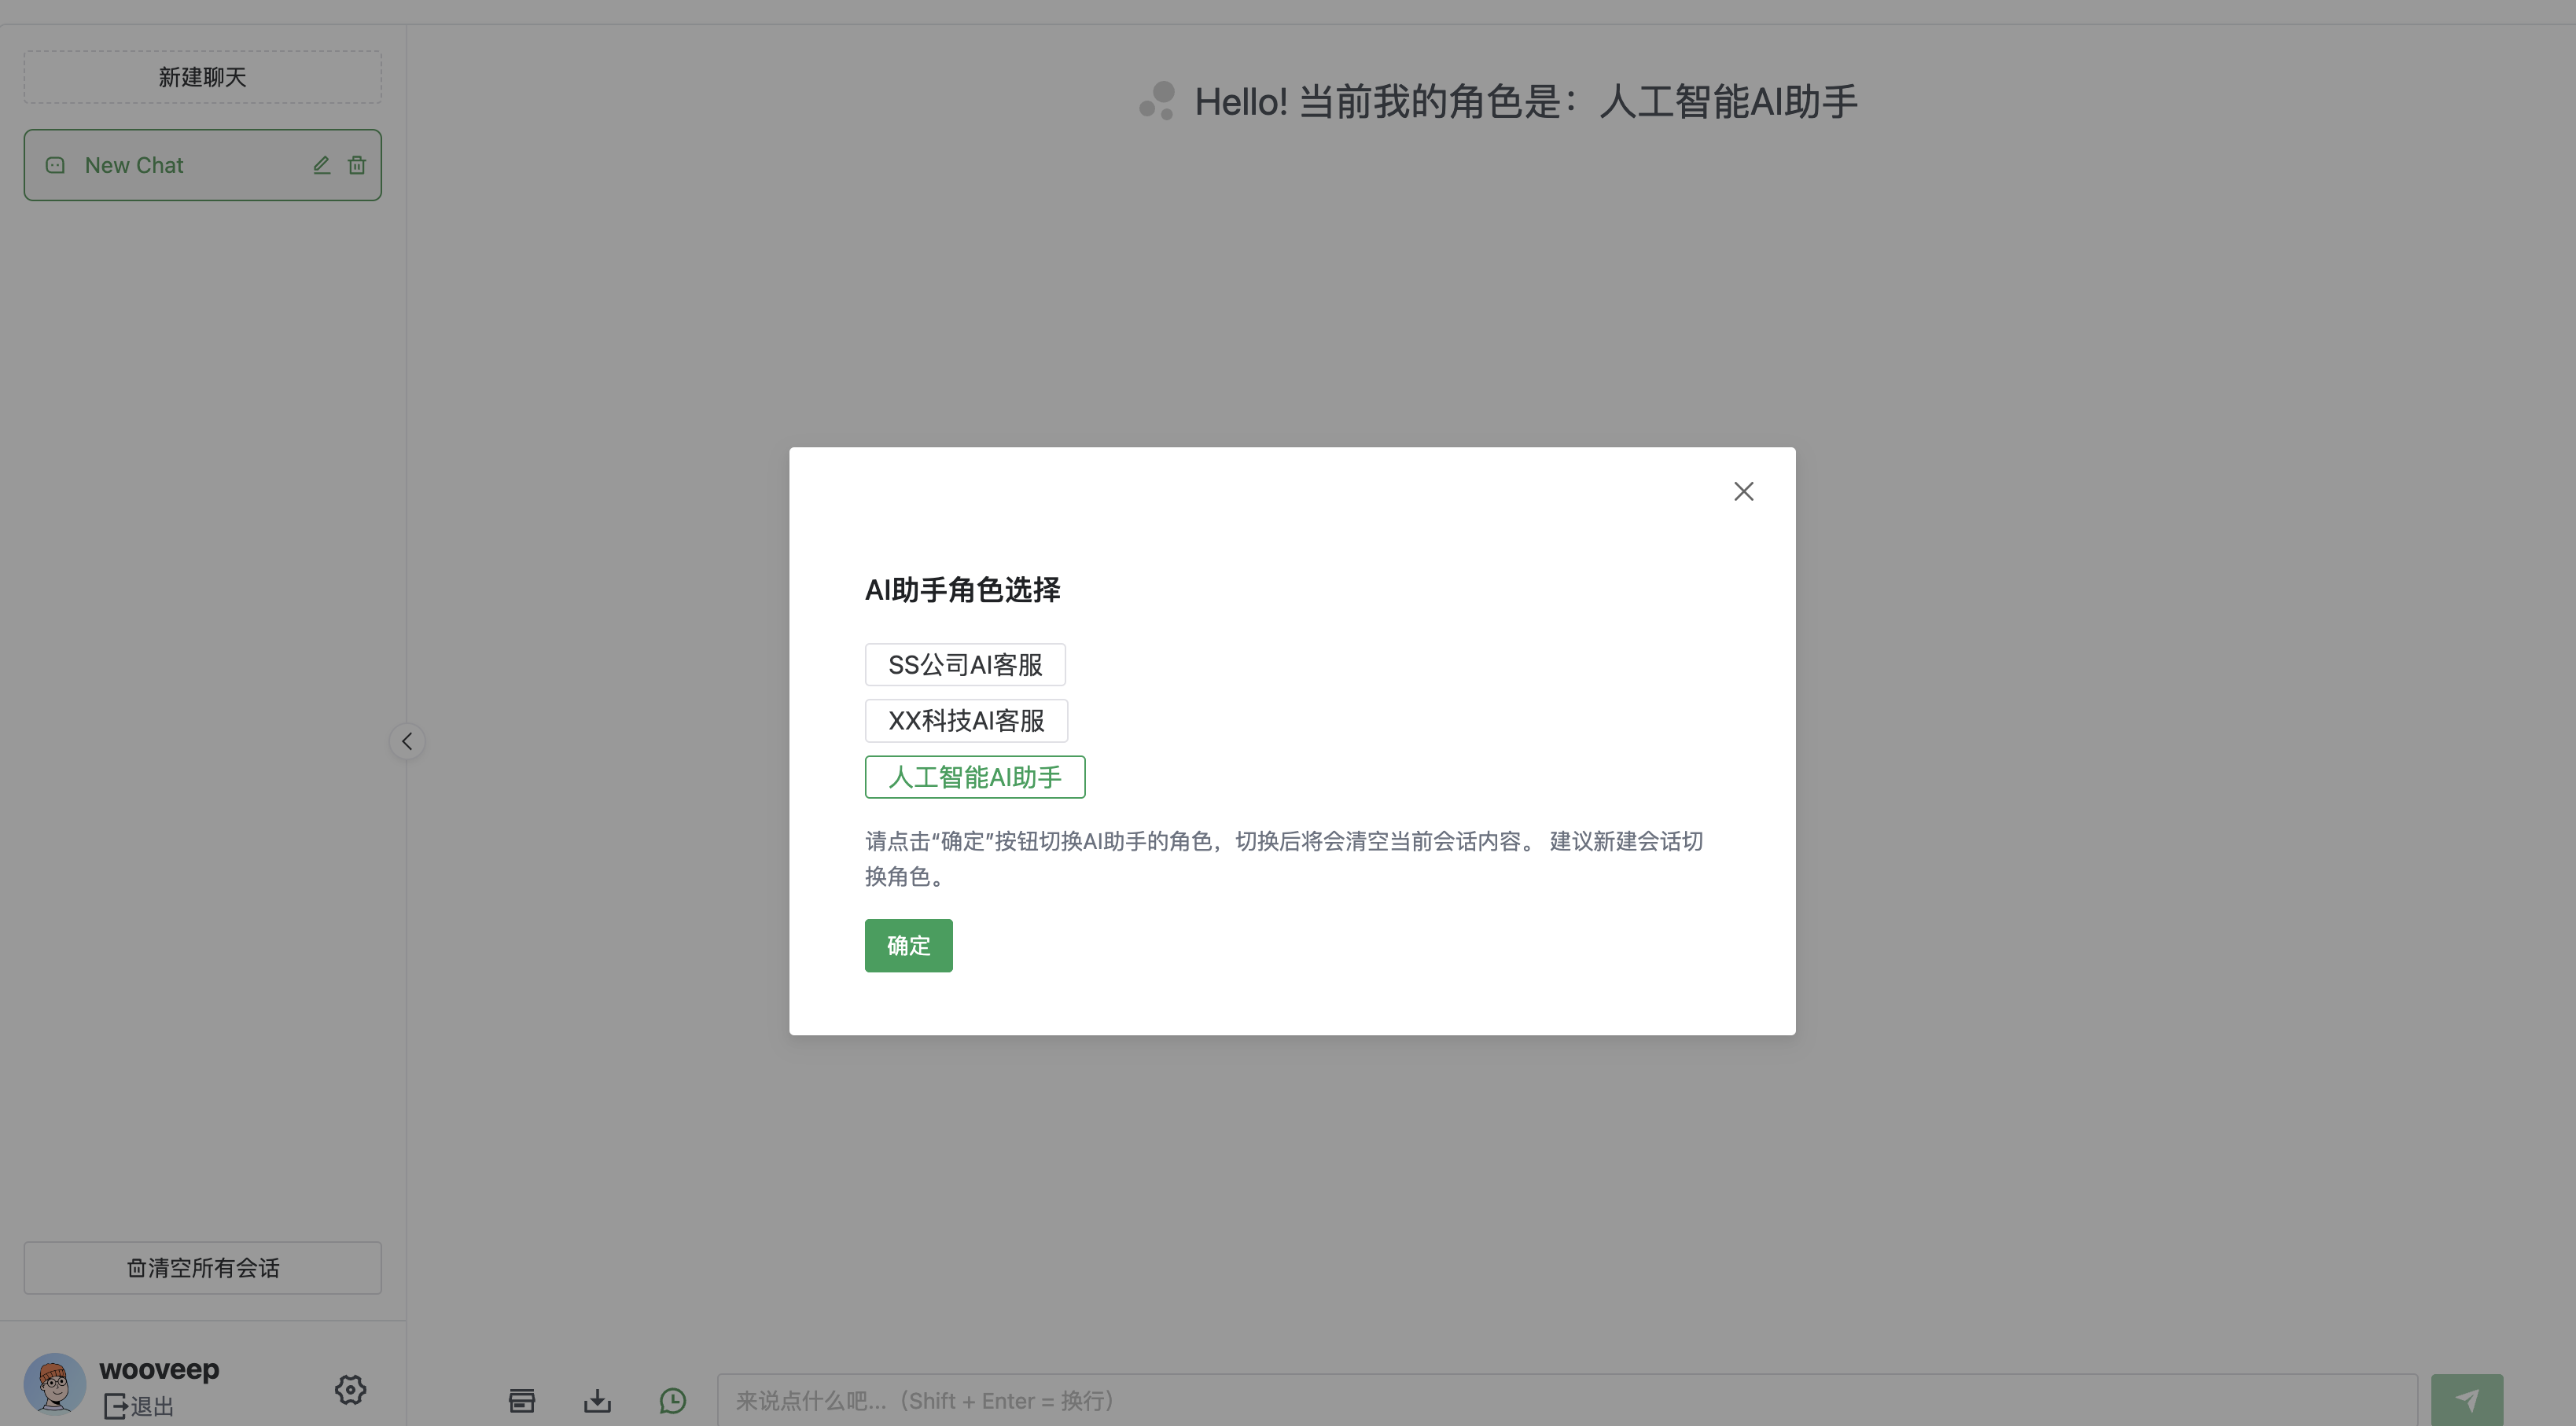 新建聊天
New Chat
Hello! 当前我的角色是：人工智能AI助手
AI助手角色选择
SS公司AI客服
XX科技AI客服
人工智能AI助手
请点击“确定”按钮切换AI助手的角色，切换后将会清空当前会话内容。 建议新建会话切
换角色。
确定
清空所有会话
wooveep
退出
来说点什么吧...（Shift + Enter = 换行）